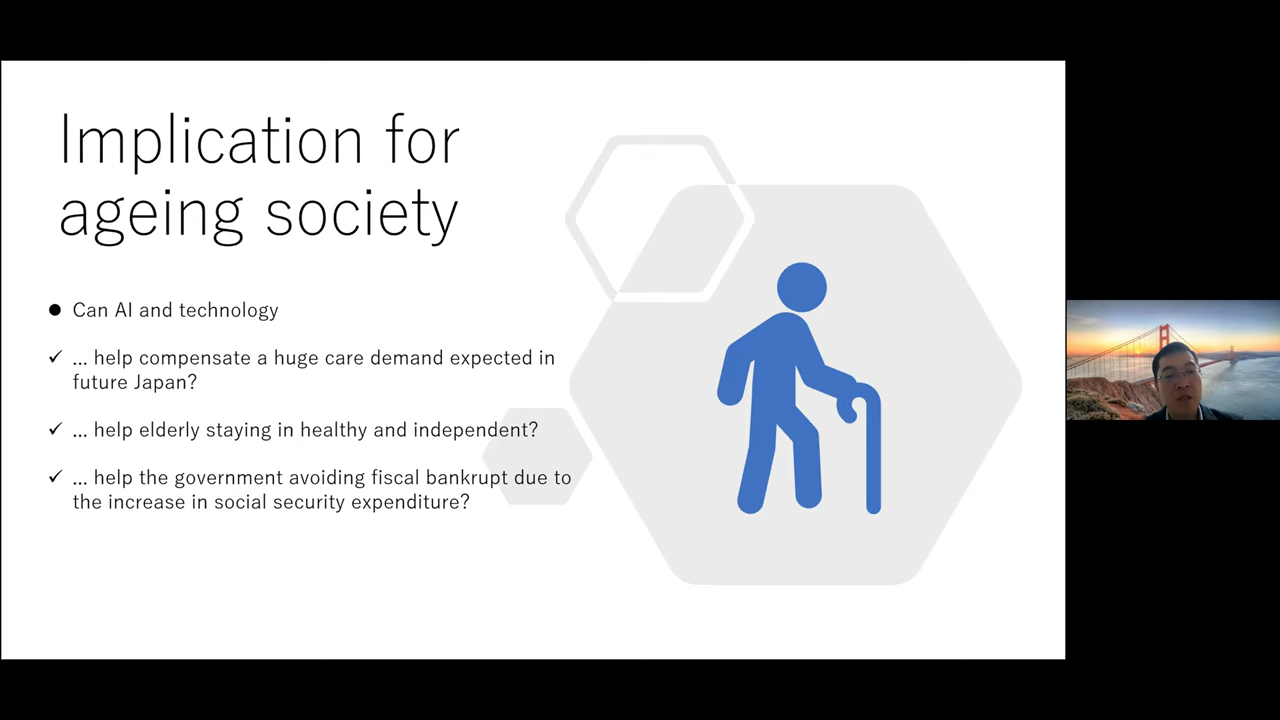 Implication for
ageing society
● Can AI and technology
✓ ... help compensate a huge care demand expected in
future Japan?
✓ ... help elderly staying in healthy and independent?
✓ ... help the government avoiding fiscal bankrupt due to
the increase in social security expenditure?